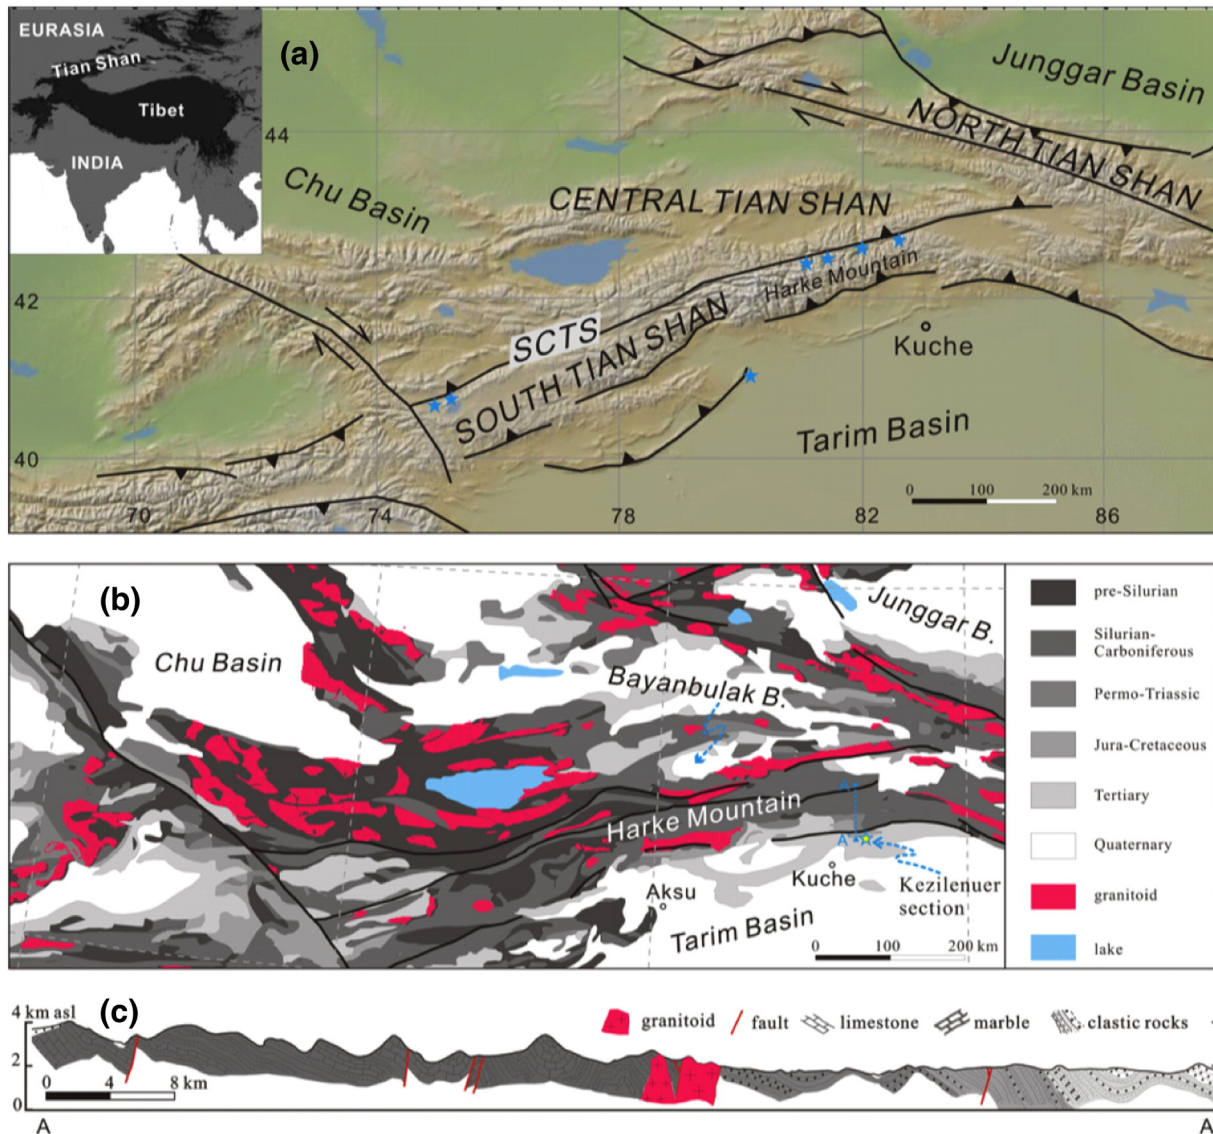 EURASIA
Tian Shan
Tibet
INDIA
(a)
Junggar Basin
44
NORTH TIAN SHAN
Chu Basin
CENTRAL TIAN SHAN
Harke Mountain
42
SCTS
SOUTH TIAN SHAN
Kuche
Tarim Basin
40
0 100 200 km
70 74 78 82 86
(b)
Junggar B.
Chu Basin
Bayanbulak B.
Harke Mountain
A
A
Kuche
Kezilenuer
section
Aksu
Tarim Basin
0 100 200 km
pre-Silurian
Silurian-
Carboniferous
Permo-Triassic
Jura-Cretaceous
Tertiary
Quaternary
granitoid
lake
4 km asl
(c)
granitoid fault limestone marble clastic rocks
2
0 4 8 km
0
A A